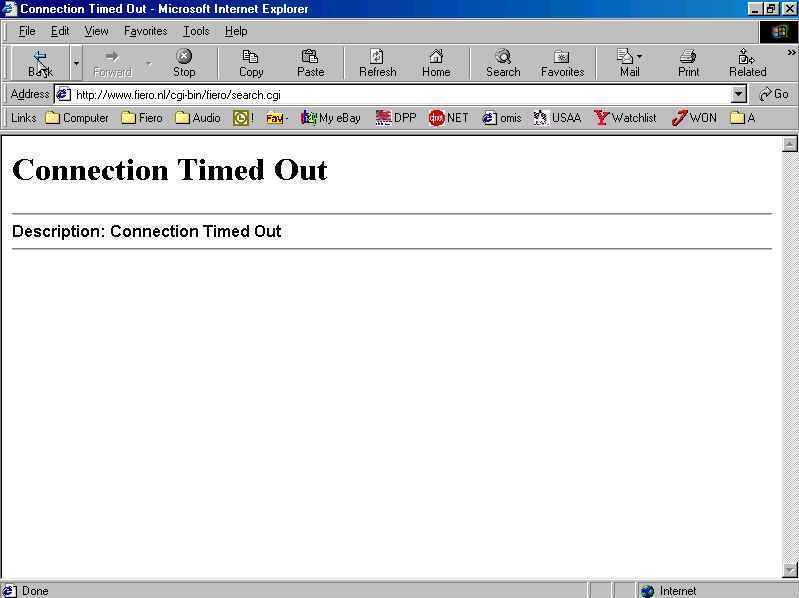 Connection Timed Out - Microsoft Internet Explorer
File Edit View Favorites Tools Help
Back Forward Stop Copy Paste Refresh Home Search Favorites Mail Print Related »
Address http://www.fiero.nl/cgi-bin/fiero/search.cgi Go
Links Computer Fiero Audio ! Fav- My eBay DPP NET omis USAA Watchlist WON A
Connection Timed Out
Description: Connection Timed Out
Done Internet